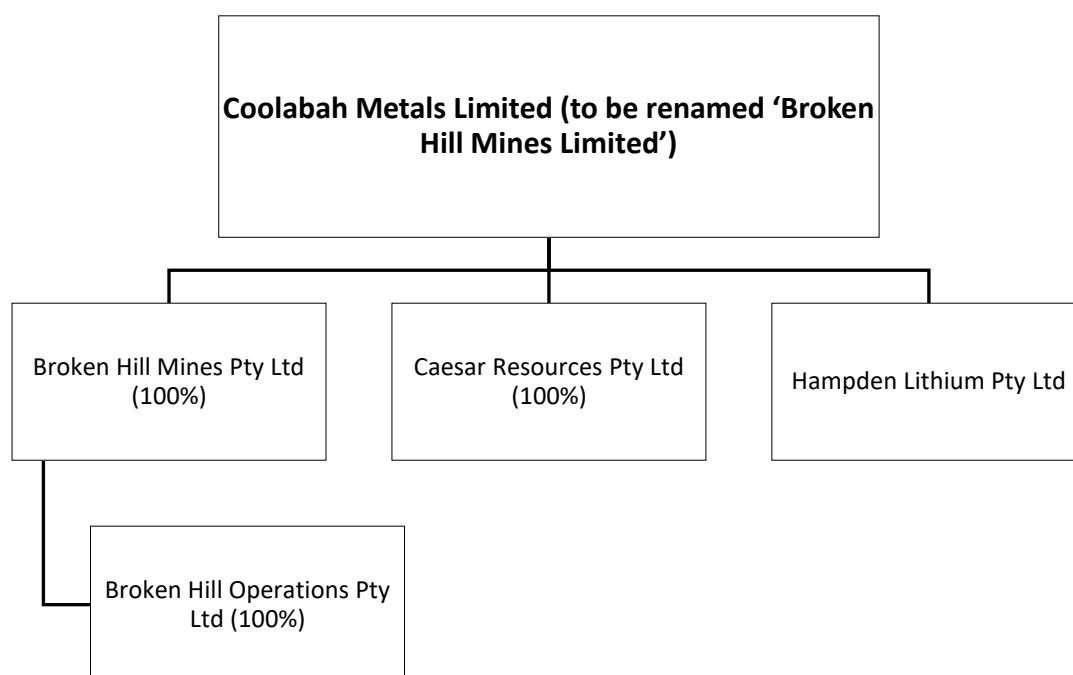 Coolabah Metals Limited (to be renamed ‘Broken
Hill Mines Limited’)
Broken Hill Mines Pty Ltd
(100%)
Caesar Resources Pty Ltd
(100%)
Hampden Lithium Pty Ltd
Broken Hill Operations Pty
Ltd (100%)